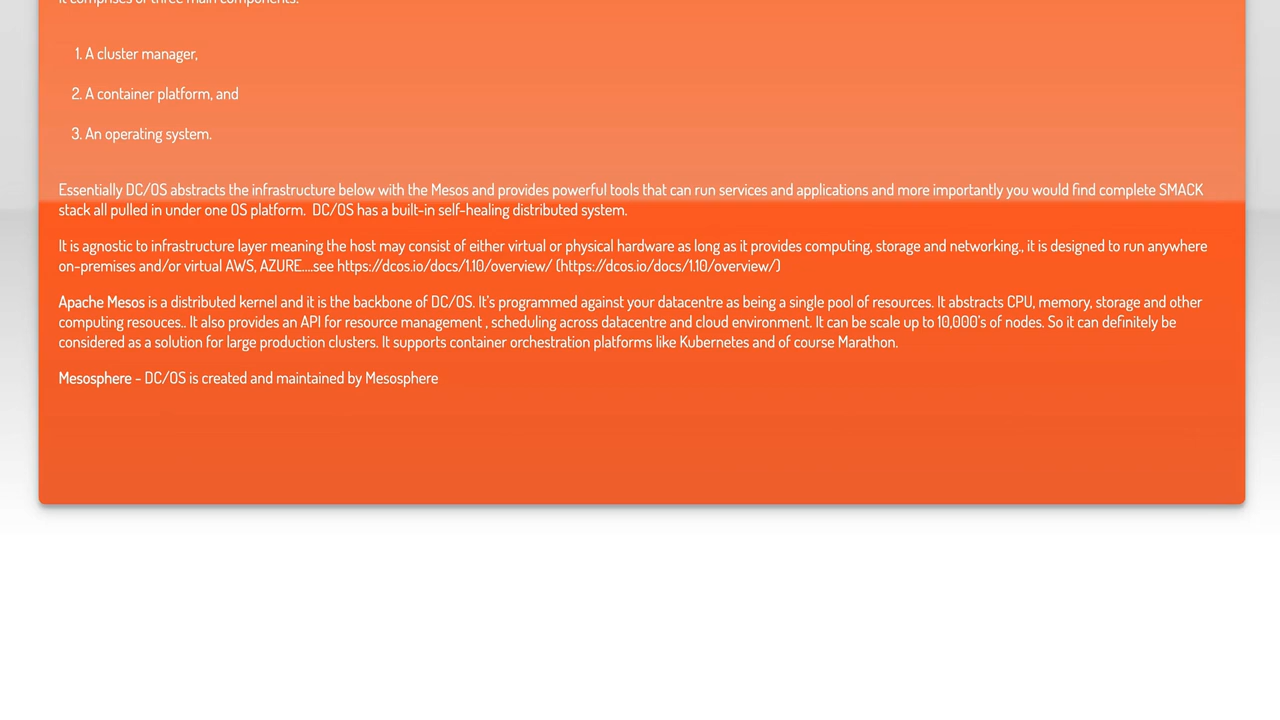 It comprises of three main components:
1. A cluster manager,
2. A container platform, and
3. An operating system.
Essentially DC/OS abstracts the infrastructure below with the Mesos and provides powerful tools that can run services and applications and more importantly you would find complete SMACK
stack all pulled in under one OS platform.  DC/OS has a built-in self-healing distributed system.
It is agnostic to infrastructure layer meaning the host may consist of either virtual or physical hardware as long as it provides computing, storage and networking., it is designed to run anywhere
on-premises and/or virtual AWS, AZURE....see https://dcos.io/docs/1.10/overview/ (https://dcos.io/docs/1.10/overview/)
Apache Mesos is a distributed kernel and it is the backbone of DC/OS. It's programmed against your datacentre as being a single pool of resources. It abstracts CPU, memory, storage and other
computing resouces.. It also provides an API for resource management , scheduling across datacentre and cloud environment. It can be scale up to 10,000's of nodes. So it can definitely be
considered as a solution for large production clusters. It supports container orchestration platforms like Kubernetes and of course Marathon.
Mesosphere - DC/OS is created and maintained by Mesosphere